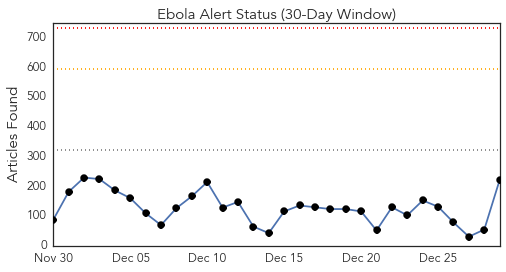 Ebola Alert Status (30-Day Window)
Articles Found
700
600
500
400
300
200
100
0
Nov 30 Dec 05 Dec 10 Dec 15 Dec 20 Dec 25